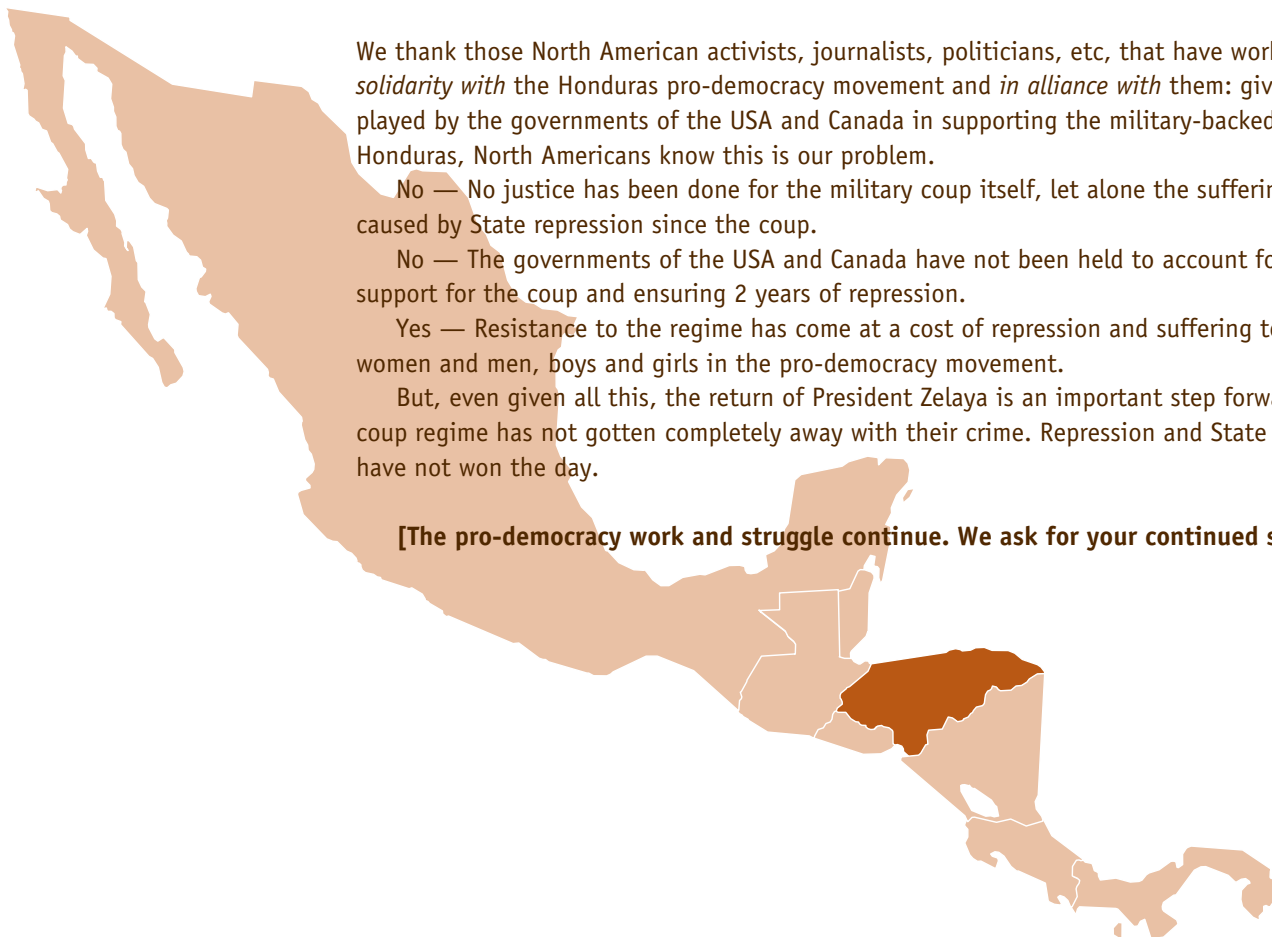 We thank those North American activists, journalists, politicians, etc, that have work
solidarity with the Honduras pro-democracy movement and in alliance with them: giv
played by the governments of the USA and Canada in supporting the military-backed
Honduras, North Americans know this is our problem.
No — No justice has been done for the military coup itself, let alone the sufferin
caused by State repression since the coup.
No — The governments of the USA and Canada have not been held to account fo
support for the coup and ensuring 2 years of repression.
Yes — Resistance to the regime has come at a cost of repression and suffering to
women and men, boys and girls in the pro-democracy movement.
But, even given all this, the return of President Zelaya is an important step forwa
coup regime has not gotten completely away with their crime. Repression and State
have not won the day.
[The pro-democracy work and struggle continue. We ask for your continued s